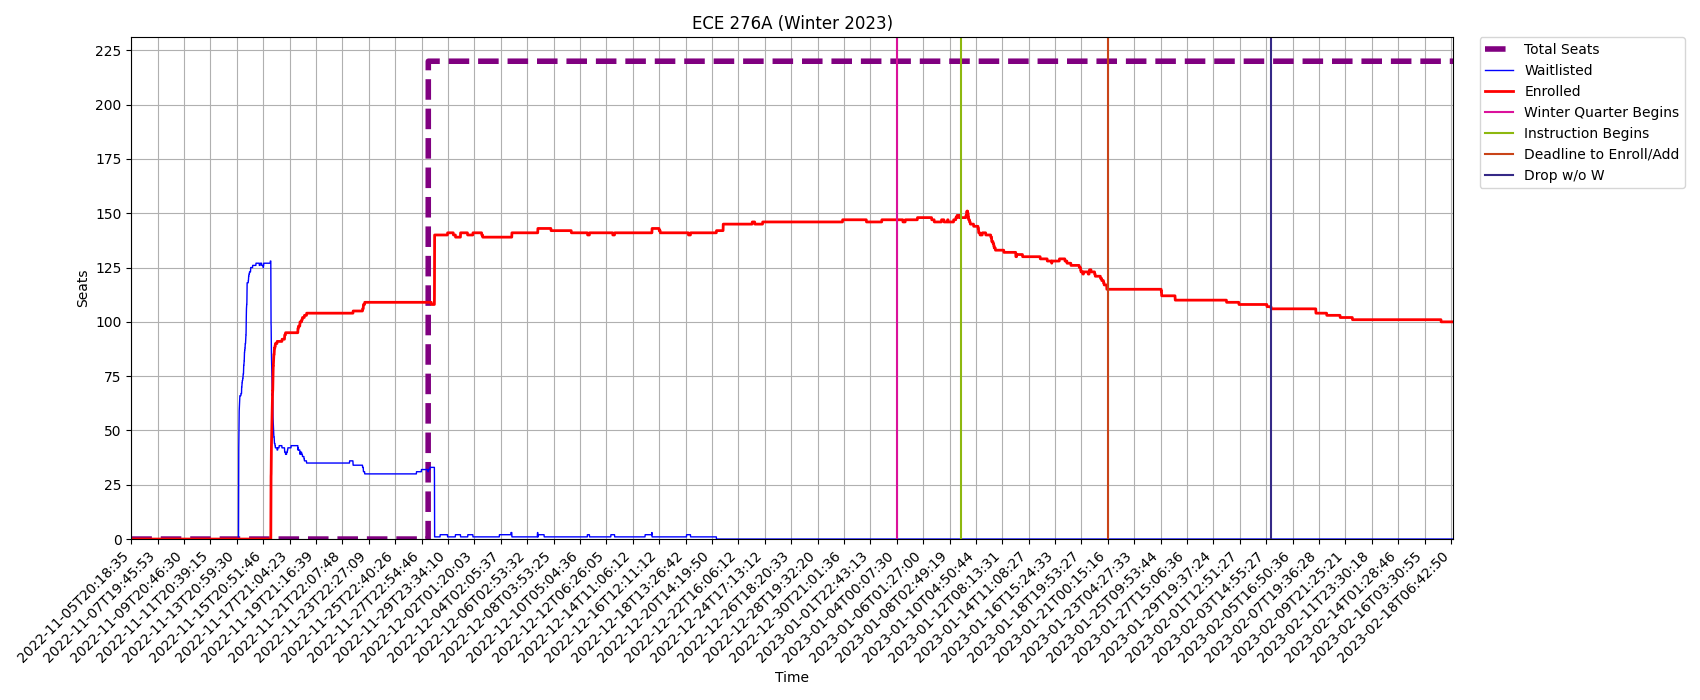 ECE 276A (Winter 2023)
225
200
175
150
125
100
75
50
25
0
Seats
2022-11-05T20:18:35
2022-11-07T19:45:53
2022-11-09T20:46:30
2022-11-11T20:39:15
2022-11-13T20:59:30
2022-11-15T20:51:46
2022-11-17T21:04:23
2022-11-19T21:16:39
2022-11-21T22:07:48
2022-11-23T22:27:09
2022-11-25T22:40:26
2022-11-27T22:54:46
2022-11-29T23:34:10
2022-12-02T01:20:03
2022-12-04T02:05:37
2022-12-06T02:53:32
2022-12-08T03:53:25
2022-12-10T05:04:36
2022-12-12T06:26:05
2022-12-14T11:06:12
2022-12-16T12:11:12
2022-12-18T13:26:42
2022-12-20T14:19:50
2022-12-22T16:06:12
2022-12-24T17:13:12
2022-12-26T18:20:33
2022-12-28T19:32:20
2022-12-30T21:01:36
2023-01-01T22:43:13
2023-01-04T00:07:30
2023-01-06T01:27:00
2023-01-08T02:49:19
2023-01-10T04:50:44
2023-01-12T08:13:31
2023-01-14T11:08:27
2023-01-16T15:24:33
2023-01-18T19:53:27
2023-01-21T00:15:16
2023-01-23T04:27:33
2023-01-25T09:53:44
2023-01-27T15:06:36
2023-01-29T19:37:24
2023-02-01T12:51:27
2023-02-03T14:55:27
2023-02-05T16:50:36
2023-02-07T19:36:28
2023-02-09T21:25:21
2023-02-11T23:30:18
2023-02-14T01:28:46
2023-02-16T03:30:55
2023-02-18T06:42:50
Time
Total Seats
Waitlisted
Enrolled
Winter Quarter Begins
Instruction Begins
Deadline to Enroll/Add
Drop w/o W